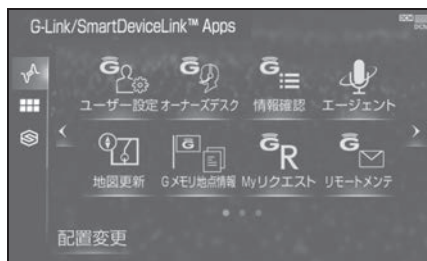 G-Link/SmartDeviceLink™ Apps
DCM
ユーザー設定 オーナーズデスク 情報確認 エージェント
地図更新 Gメモリ地点情報 Myリクエスト リモートメンテ
配置変更